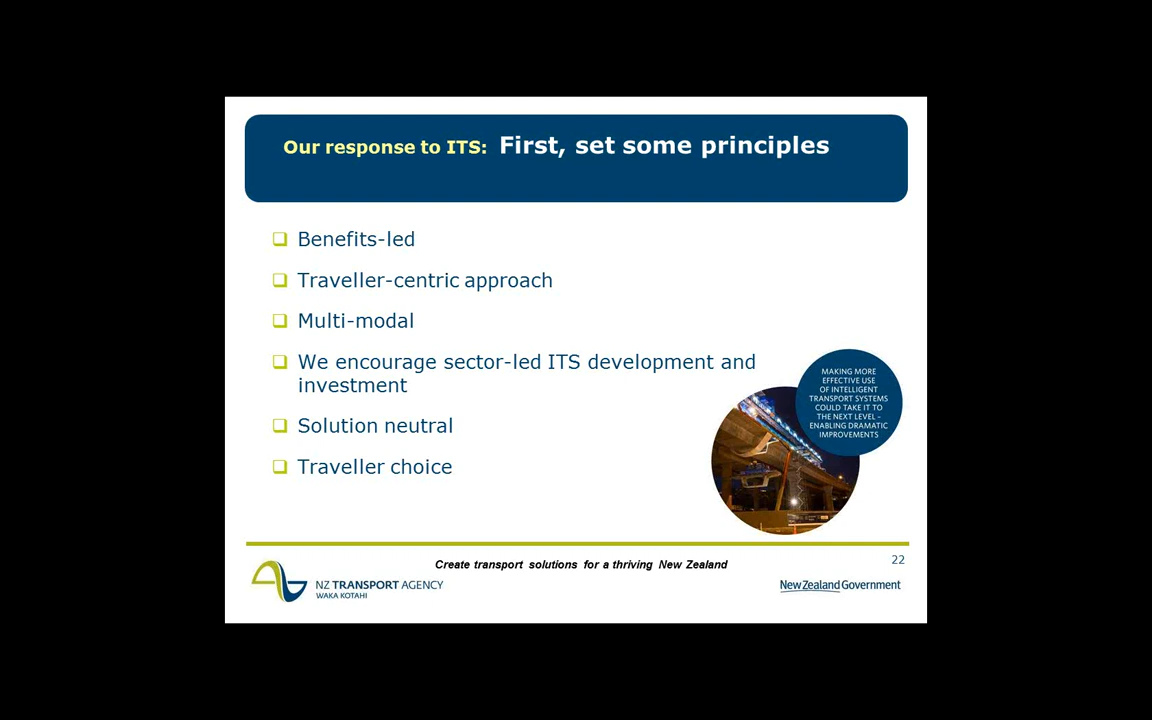 Our response to ITS: First, set some principles
Benefits-led
Traveller-centric approach
Multi-modal
We encourage sector-led ITS development and
investment
Solution neutral
Traveller choice
MAKING MORE
EFFECTIVE USE
OF INTELLIGENT
TRANSPORT SYSTEMS
COULD TAKE IT TO
THE NEXT LEVEL –
ENABLING DRAMATIC
IMPROVEMENTS
Create transport solutions for a thriving New Zealand
22
NZ TRANSPORT AGENCY
WAKA KOTAHI
New Zealand Government